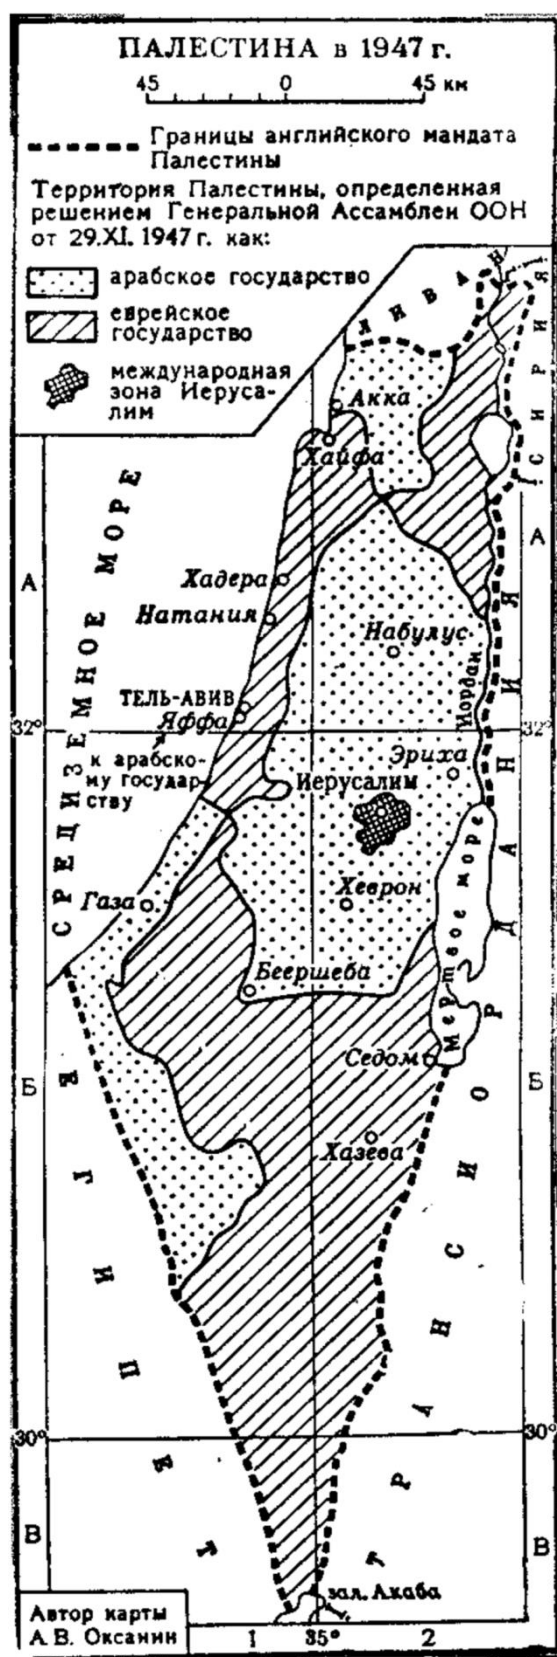 ПАЛЕСТИНА в 1947 г.
45 0 45 км
Границы английского мандата
Палестины
Территория Палестины, определенная
решением Генеральной Ассамблеи ООН
от 29.XI. 1947 г. как:
арабское государство
еврейское
государство
международная
зона Иеруса-
лим
ЛИВАН
СИРИЯ
Акка
Хайфа
СРЕДИЗЕМНОЕ МОРЕ
А
А
Хадера
Натания
Набулус
Иордан
ТЕЛЬ-АВИВ
Яффа
32°
32°
к арабско-
му государ-
ству
Эриха
Иерусалим
Газа
Хеврон
Мертвое море
Беершеба
Седом
Б
Б
Хазева
ЕГИПЕТ
ТРАНСИОРДАНИЯ
30°
30°
В
В
зал. Акаба
Автор карты
А.В. Оксанин
1 35° 2